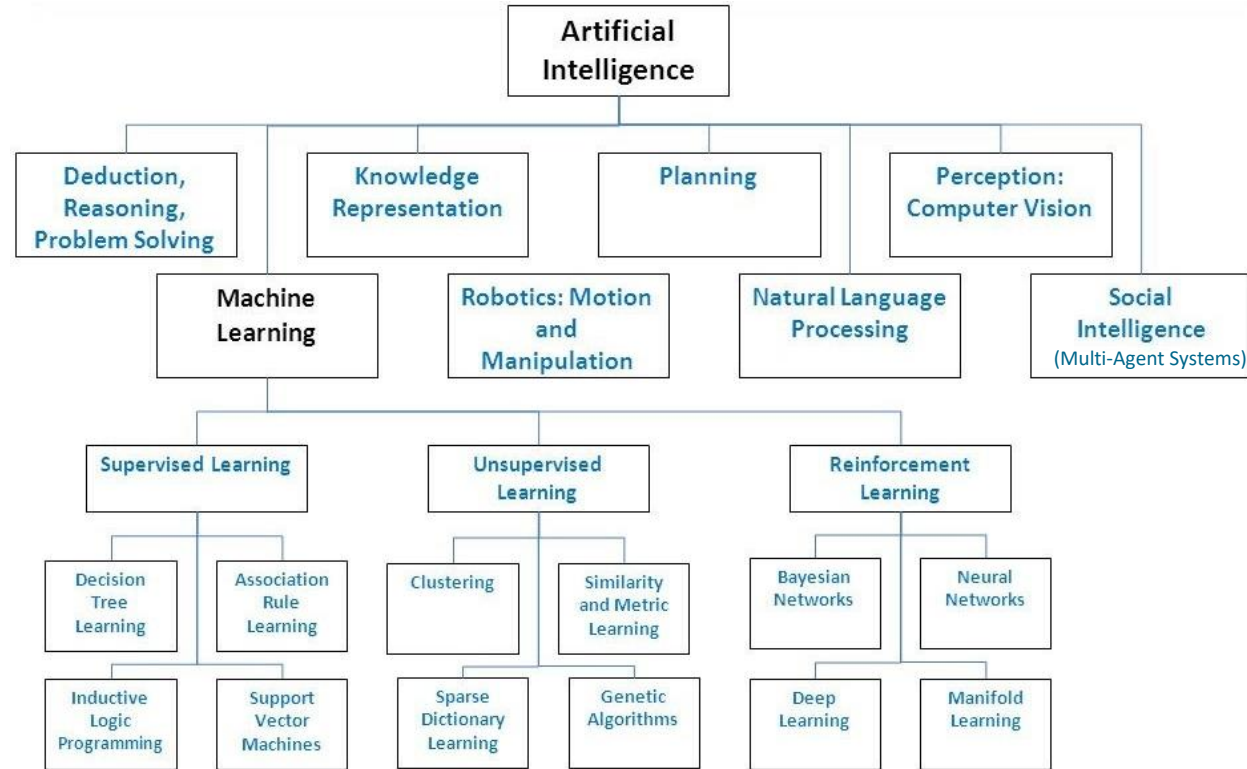 Artificial
Intelligence
Deduction,
Reasoning,
Problem Solving
Knowledge
Representation
Planning
Perception:
Computer Vision
Machine
Learning
Robotics: Motion
and
Manipulation
Natural Language
Processing
Social
Intelligence
(Multi-Agent Systems)
Supervised Learning
Unsupervised
Learning
Reinforcement
Learning
Decision
Tree
Learning
Association
Rule
Learning
Clustering
Similarity
and Metric
Learning
Bayesian
Networks
Neural
Networks
Inductive
Logic
Programming
Support
Vector
Machines
Sparse
Dictionary
Learning
Genetic
Algorithms
Deep
Learning
Manifold
Learning